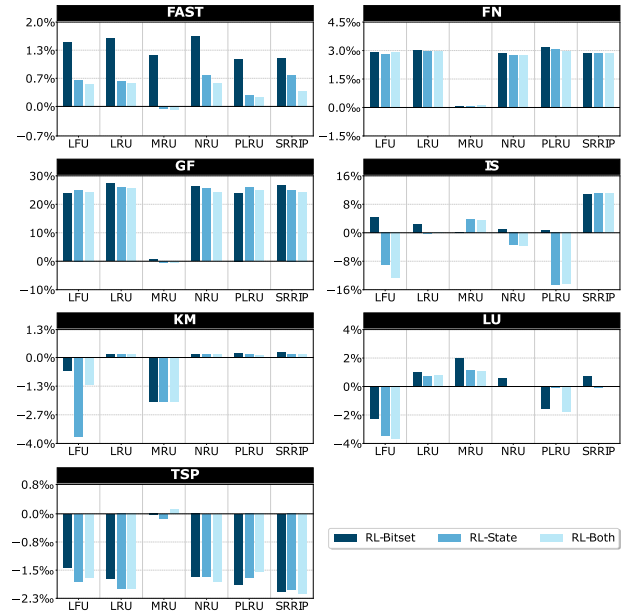 FAST
2.0%
1.3%
0.7%
0.0%
−0.7%
LFU LRU MRU NRU PLRU SRRIP
FN
4.5‰
3.0‰
1.5‰
0.0‰
−1.5‰
LFU LRU MRU NRU PLRU SRRIP
GF
30%
20%
10%
0%
−10%
LFU LRU MRU NRU PLRU SRRIP
IS
16%
8%
0%
−8%
−16%
LFU LRU MRU NRU PLRU SRRIP
KM
1.3‰
0.0‰
−1.3‰
−2.7‰
−4.0‰
LFU LRU MRU NRU PLRU SRRIP
LU
4%
2%
0%
−2%
−4%
LFU LRU MRU NRU PLRU SRRIP
TSP
0.8‰
0.0‰
−0.8‰
−1.5‰
−2.3‰
LFU LRU MRU NRU PLRU SRRIP
RL-Bitset RL-State RL-Both